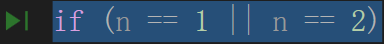 if (n == 1 || n == 2)